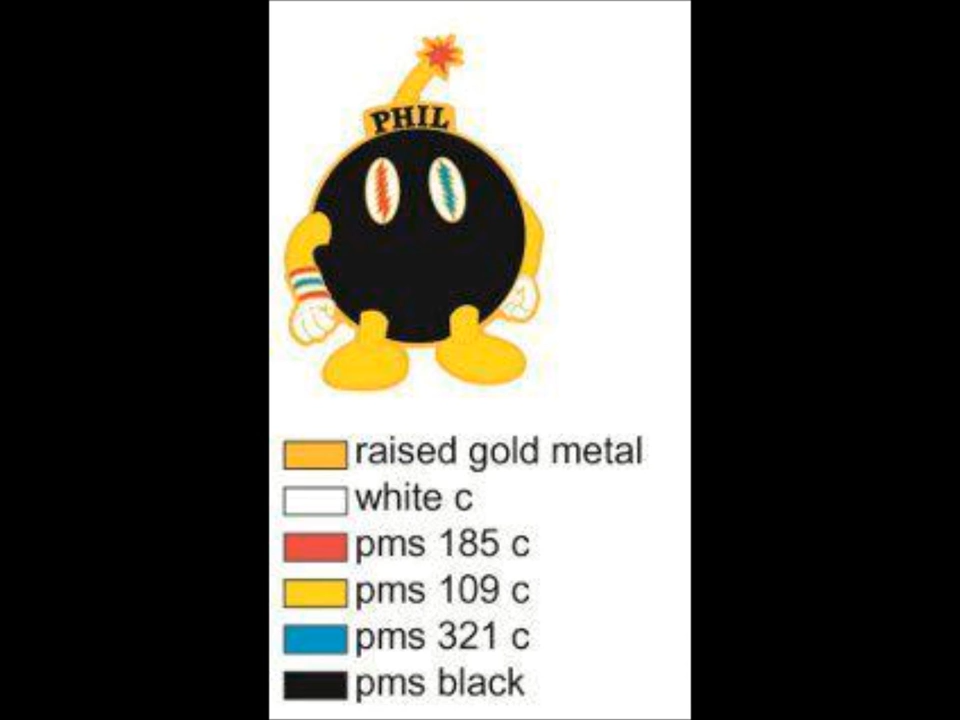 PHIL
raised gold metal
white c
pms 185 c
pms 109 c
pms 321 c
pms black